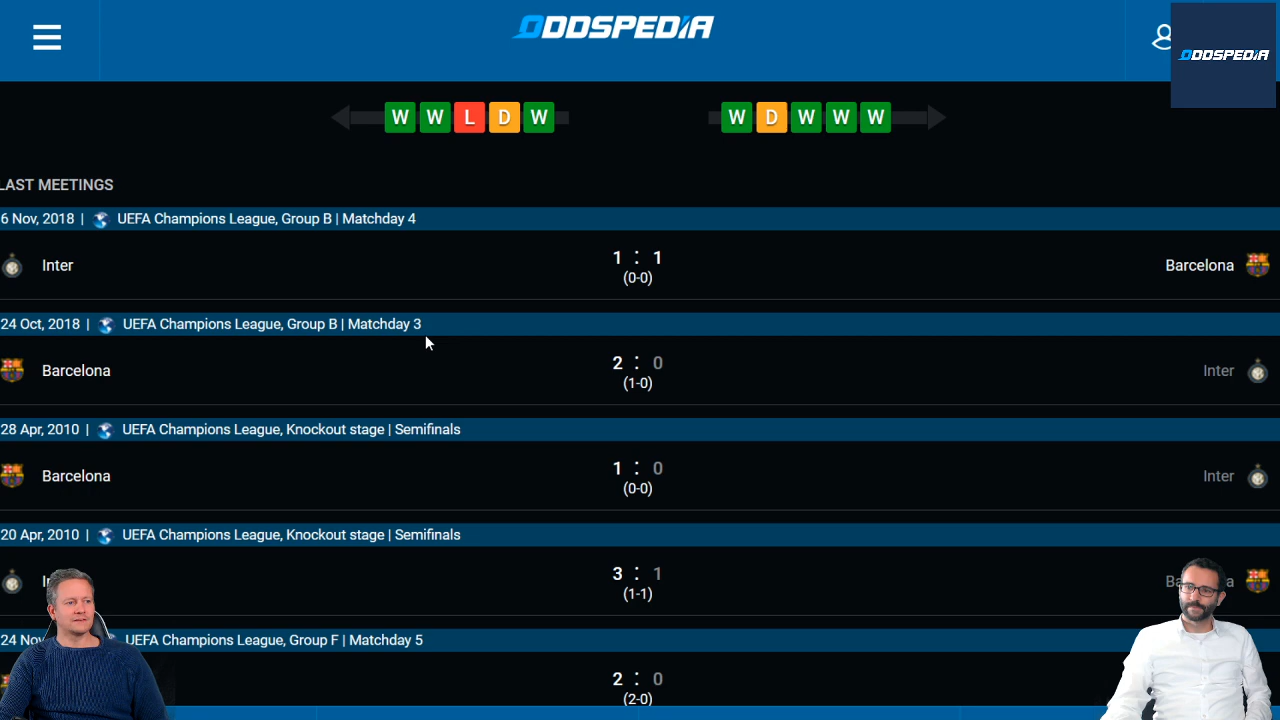 ODDSPEDIA
ODDSPEDIA
W W L D W
W D W W W
LAST MEETINGS
6 Nov, 2018 | UEFA Champions League, Group B | Matchday 4
Inter 1 : 1 Barcelona
(0-0)
24 Oct, 2018 | UEFA Champions League, Group B | Matchday 3
Barcelona 2 : 0 Inter
(1-0)
28 Apr, 2010 | UEFA Champions League, Knockout stage | Semifinals
Barcelona 1 : 0 Inter
(0-0)
20 Apr, 2010 | UEFA Champions League, Knockout stage | Semifinals
3 : 1
(1-1)
24 UEFA Champions League, Group F | Matchday 5
2 : 0
(2-0)